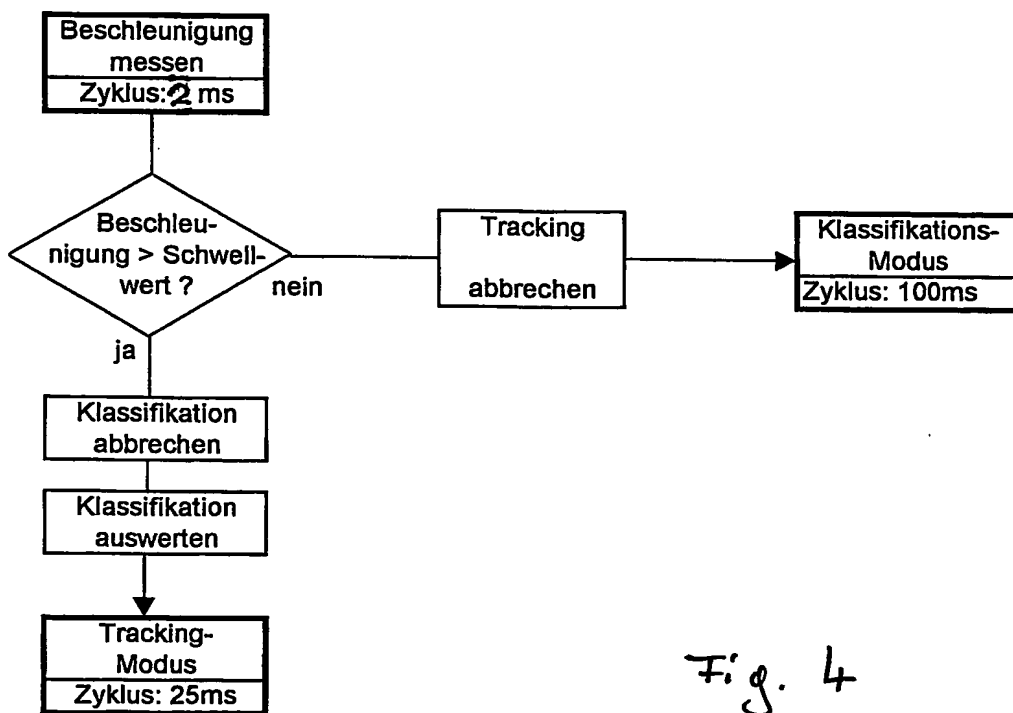 Beschleunigung
messen
Zyklus: 2 ms
Beschleu-
nigung > Schwell-
wert ?
nein
ja
Tracking
abbrechen
Klassifikations-
Modus
Zyklus: 100ms
Klassifikation
abbrechen
Klassifikation
auswerten
Tracking-
Modus
Zyklus: 25ms
Fig. 4